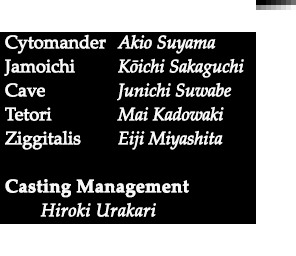 Cytomander Akio Suyama
Jamoichi Kōichi Sakaguchi
Cave Junichi Suwabe
Tetori Mai Kadowaki
Ziggitalis Eiji Miyashita
Casting Management
Hiroki Urakari